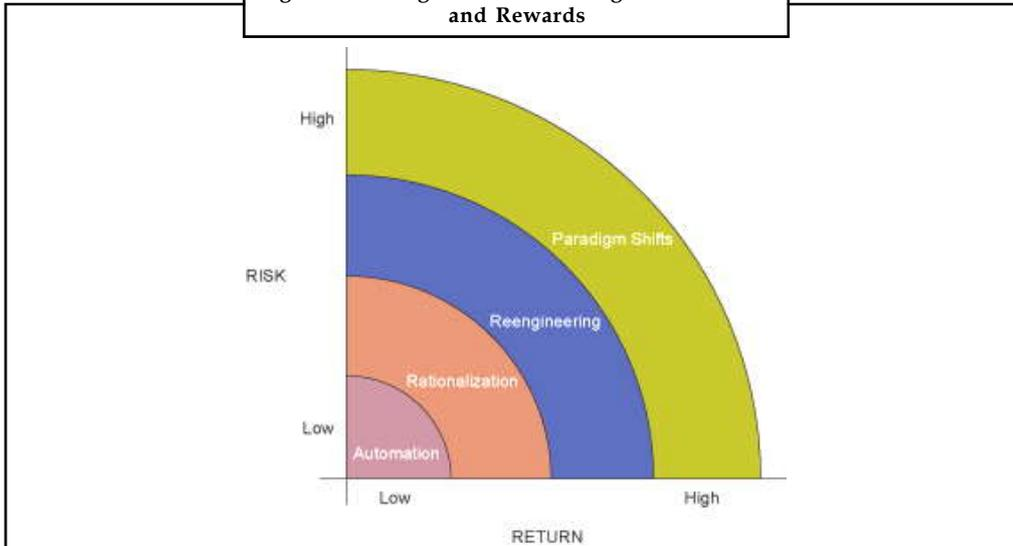 and Rewards
High
Paradigm Shifts
RISK
Reengineering
Rationalization
Low
Automation
Low High
RETURN